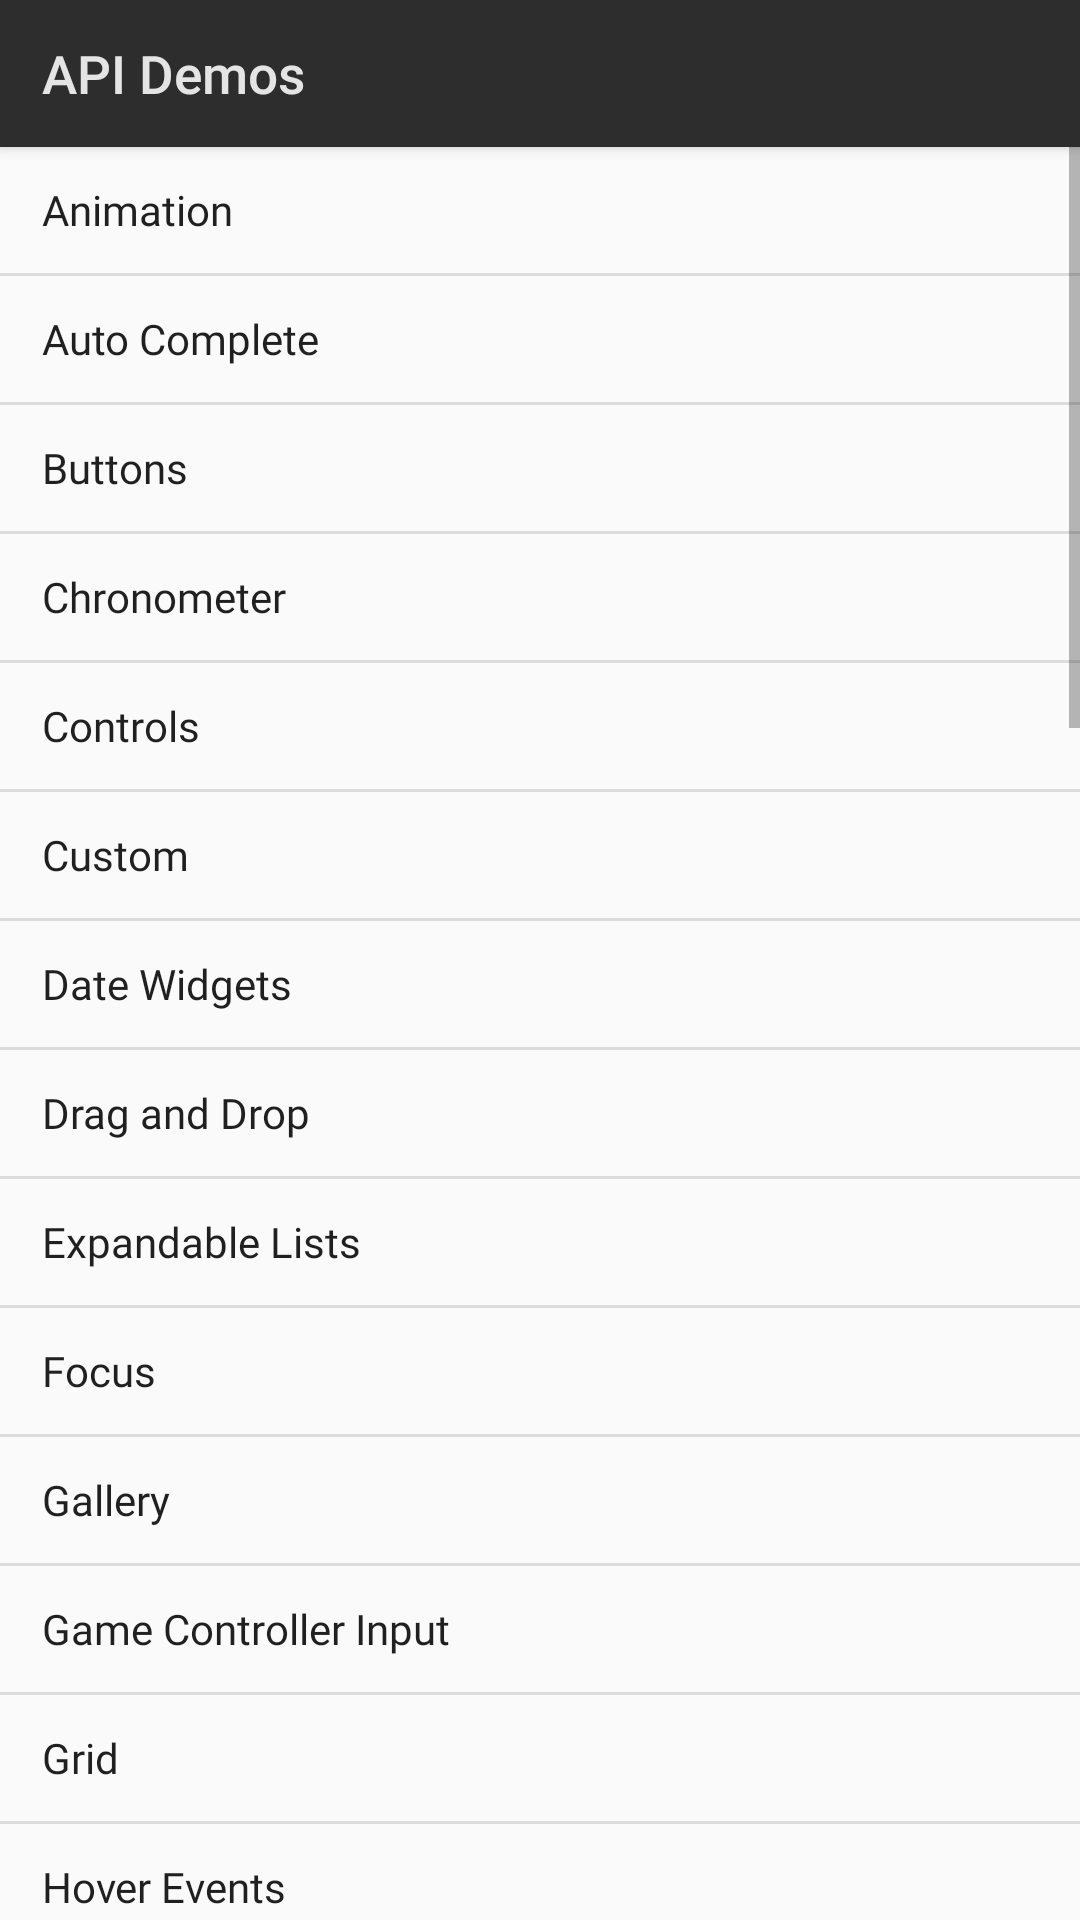 API Demos
Animation
Auto Complete
Buttons
Chronometer
Controls
Custom
Date Widgets
Drag and Drop
Expandable Lists
Focus
Gallery
Game Controller Input
Grid
Hover Events